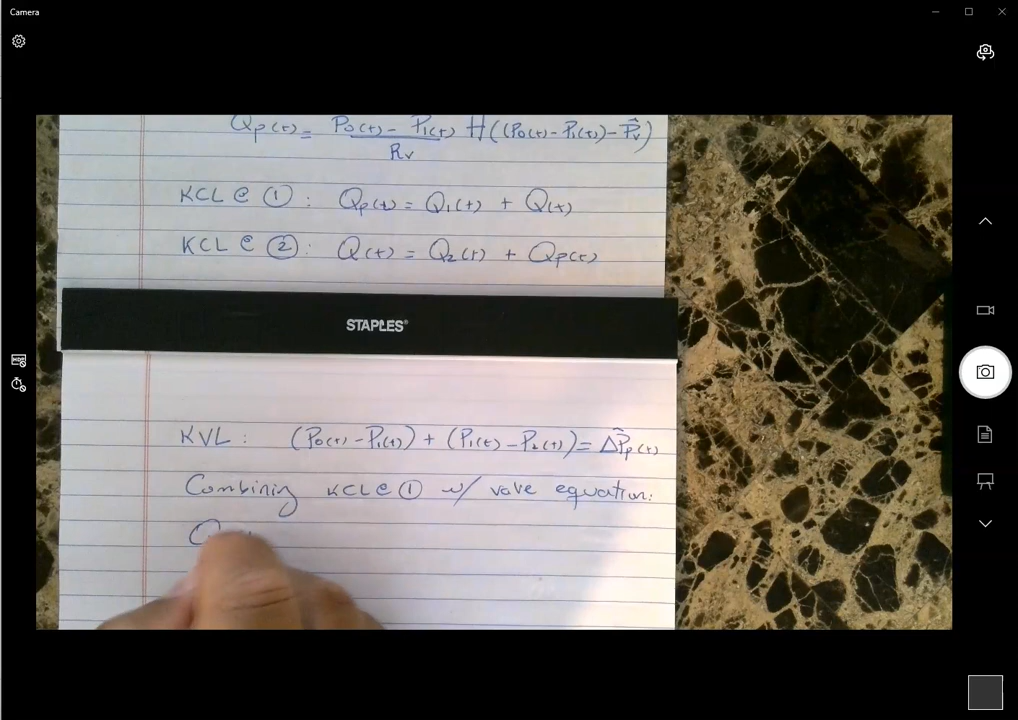 Camera
Qp(t) = P0(t) - P1(t) H((P0(t) - P1(t)) - P̂v)
Rv
KCL @ ① : Qp(t) = Q1(t) + Q(t)
KCL @ ② : Q(t) = Q2(t) + Qp(t)
STAPLES®
KVL : (P0(t) - P1(t)) + (P1(t) - P2(t)) = ΔP̂p(t)
Combining KCL @ ① w/ valve equation: